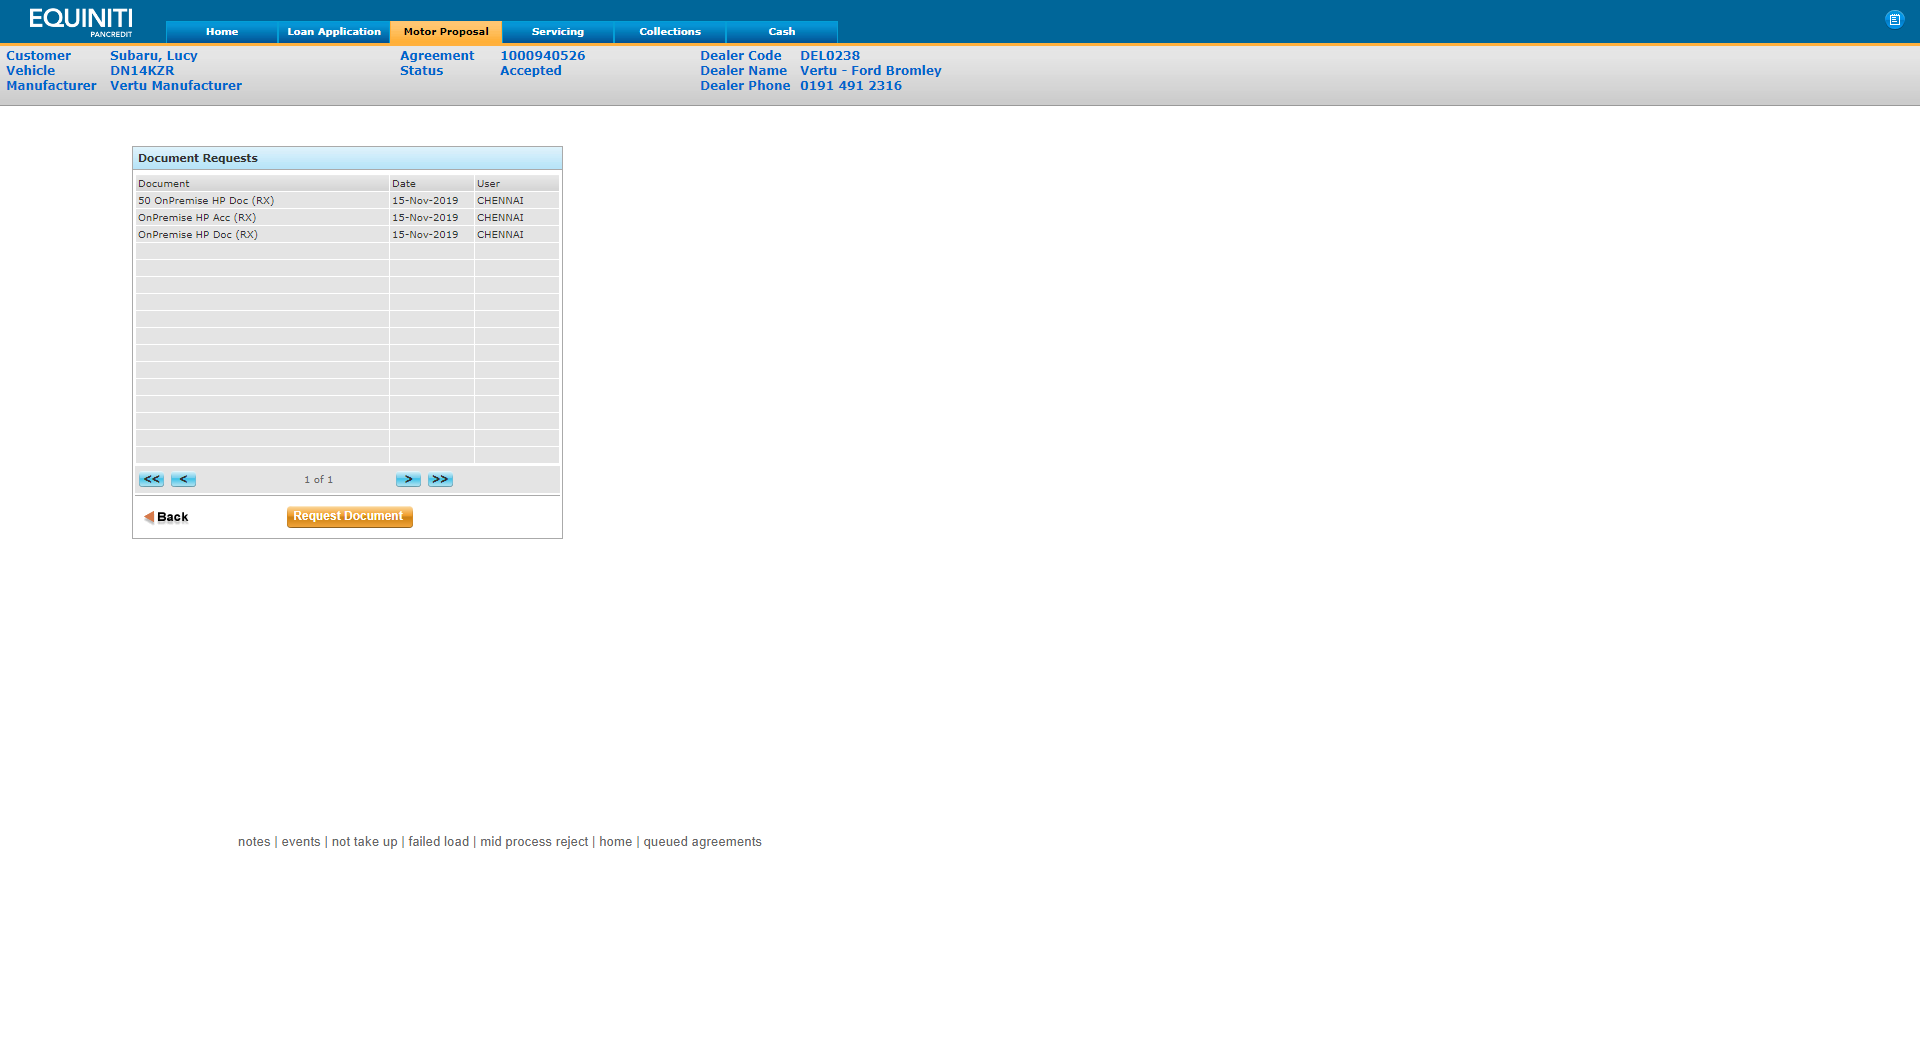 EQUINITI
PANCREDIT
Home Loan Application Motor Proposal Servicing Collections Cash
Customer Subaru, Lucy Agreement 1000940526 Dealer Code DEL0238
Vehicle DN14KZR Status Accepted Dealer Name Vertu - Ford Bromley
Manufacturer Vertu Manufacturer Dealer Phone 0191 491 2316
Document Requests
Document Date User
50 OnPremise HP Doc (RX) 15-Nov-2019 CHENNAI
OnPremise HP Acc (RX) 15-Nov-2019 CHENNAI
OnPremise HP Doc (RX) 15-Nov-2019 CHENNAI
<< < 1 of 1 > >>
Back Request Document
notes | events | not take up | failed load | mid process reject | home | queued agreements